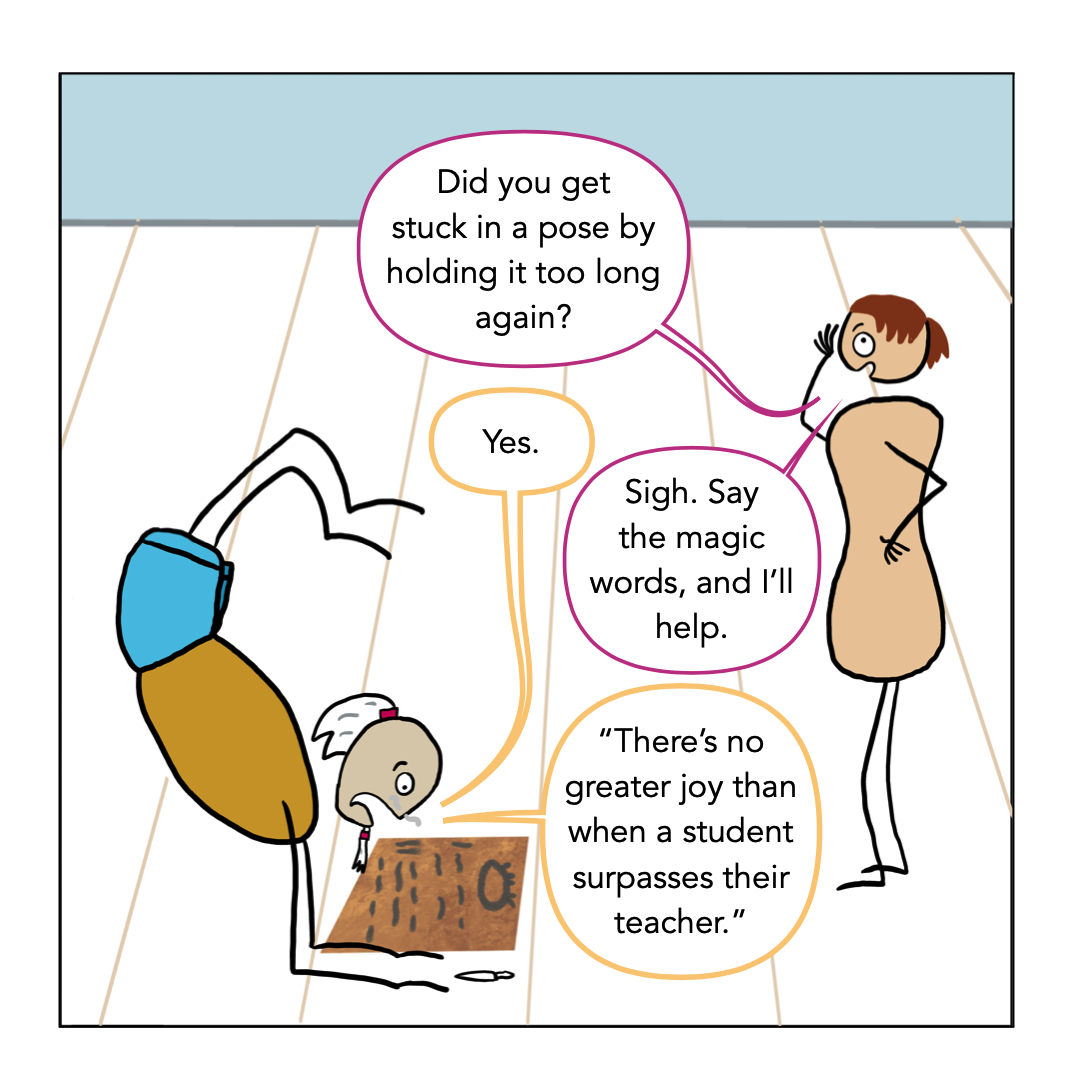 Did you get
stuck in a pose by
holding it too long
again?
Yes.
Sigh. Say
the magic
words, and I’ll
help.
“There’s no
greater joy than
when a student
surpasses their
teacher.”